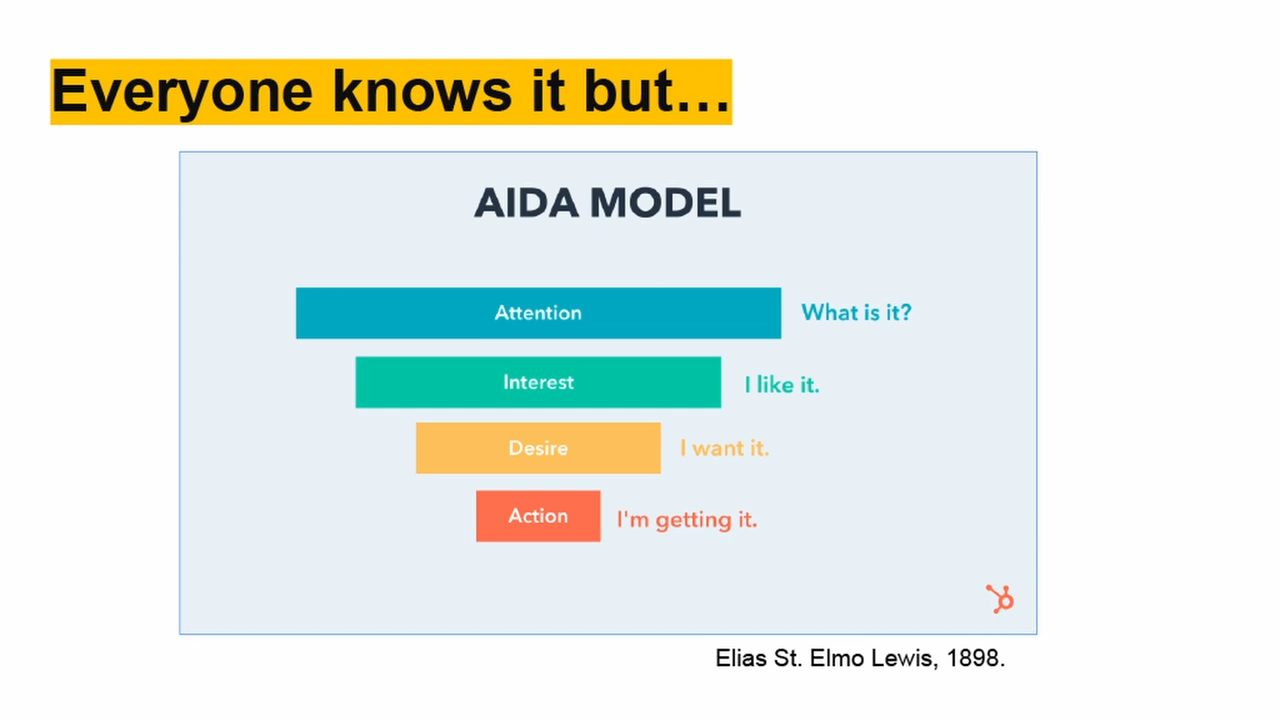 Everyone knows it but…
AIDA MODEL
Attention
What is it?
Interest
I like it.
Desire
I want it.
Action
I'm getting it.
Elias St. Elmo Lewis, 1898.